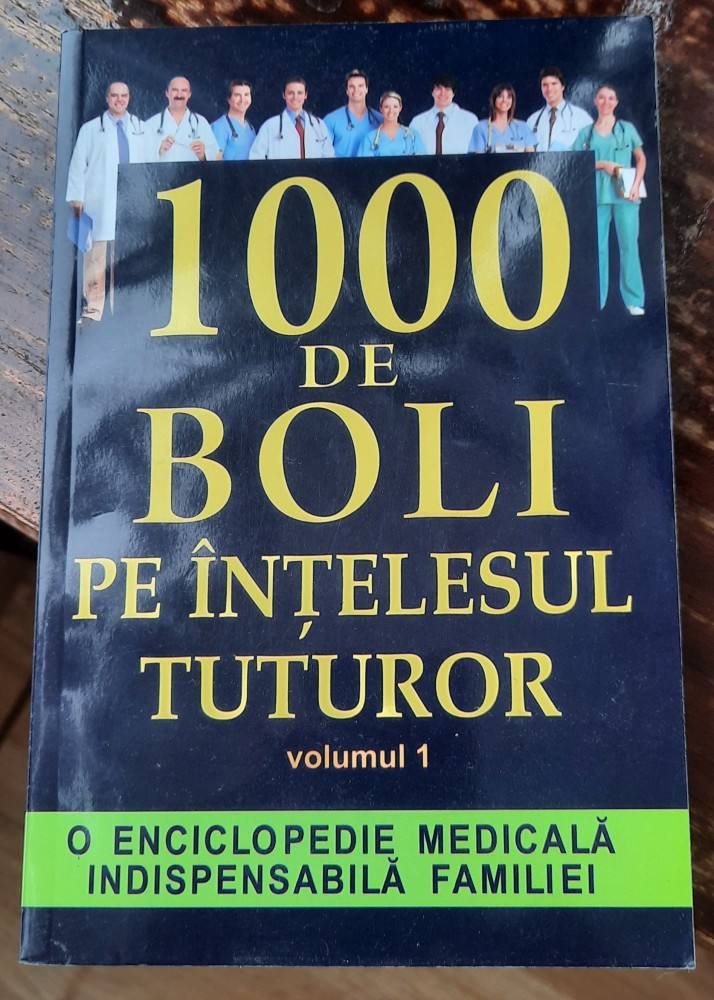 1000
DE
BOLI
PE ÎNȚELESUL
TUTUROR
volumul 1
O ENCICLOPEDIE MEDICALĂ
INDISPENSABILĂ FAMILIEI